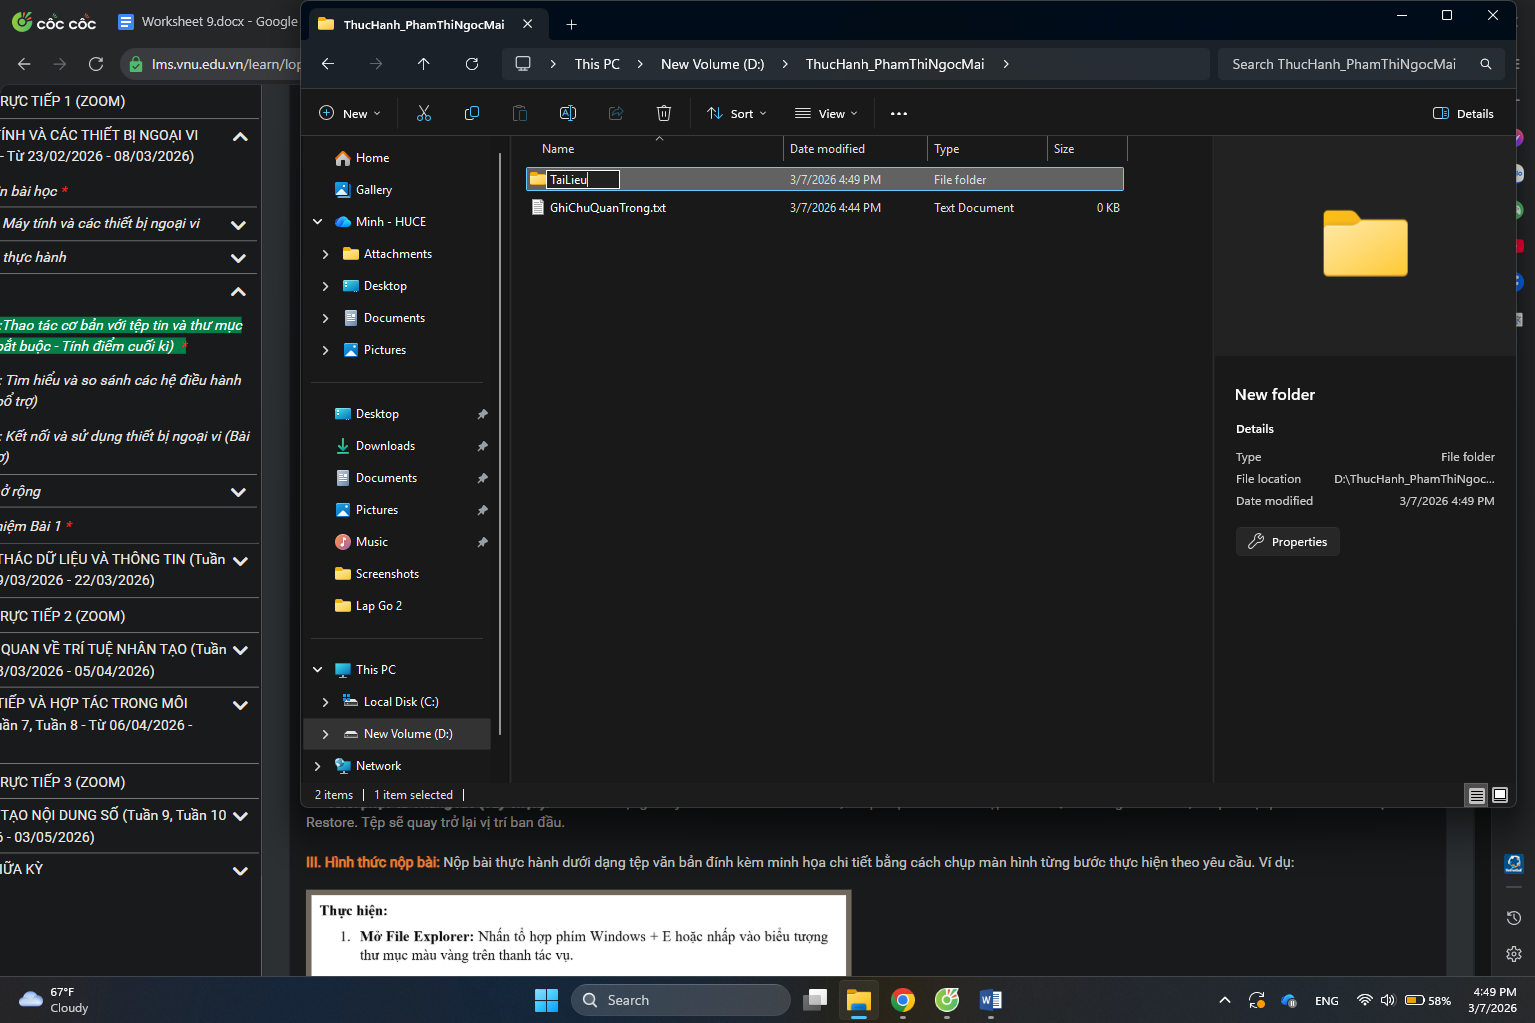 cốc cốc
Worksheet 9.docx - Google
lms.vnu.edu.vn/learn/lop
RỰC TIẾP 1 (ZOOM)
TÍNH VÀ CÁC THIẾT BỊ NGOẠI VI
- Từ 23/02/2026 - 08/03/2026)
n bài học *
Máy tính và các thiết bị ngoại vi
thực hành
:Thao tác cơ bản với tệp tin và thư mục
bắt buộc - Tính điểm cuối kì) *
: Tìm hiểu và so sánh các hệ điều hành
bổ trợ)
: Kết nối và sử dụng thiết bị ngoại vi (Bài
ợ)
ở rộng
niệm Bài 1 *
THÁC DỮ LIỆU VÀ THÔNG TIN (Tuần
9/03/2026 - 22/03/2026)
RỰC TIẾP 2 (ZOOM)
QUAN VỀ TRÍ TUỆ NHÂN TẠO (Tuần
3/03/2026 - 05/04/2026)
TIẾP VÀ HỢP TÁC TRONG MÔI
uần 7, Tuần 8 - Từ 06/04/2026 -
RỰC TIẾP 3 (ZOOM)
TẠO NỘI DUNG SỐ (Tuần 9, Tuần 10
6 - 03/05/2026)
IỮA KỲ
ThucHanh_PhamThiNgocMai
This PC > New Volume (D:) > ThucHanh_PhamThiNgocMai >
Search ThucHanh_PhamThiNgocMai
New
Sort
View
Details
Home
Gallery
Minh - HUCE
Attachments
Desktop
Documents
Pictures
Desktop
Downloads
Documents
Pictures
Music
Screenshots
Lap Go 2
This PC
Local Disk (C:)
New Volume (D:)
Network
Name Date modified Type Size
TaiLieu 3/7/2026 4:49 PM File folder
GhiChuQuanTrong.txt 3/7/2026 4:44 PM Text Document 0 KB
New folder
Details
Type File folder
File location D:\ThucHanh_PhamThiNgoc...
Date modified 3/7/2026 4:49 PM
Properties
2 items 1 item selected
Restore. Tệp sẽ quay trở lại vị trí ban đầu.
III. Hình thức nộp bài: Nộp bài thực hành dưới dạng tệp văn bản đính kèm minh họa chi tiết bằng cách chụp màn hình từng bước thực hiện theo yêu cầu. Ví dụ:
Thực hiện:
1. Mở File Explorer: Nhấn tổ hợp phím Windows + E hoặc nhấp vào biểu tượng
thư mục màu vàng trên thanh tác vụ.
67°F
Cloudy
Search
ENG
58%
4:49 PM
3/7/2026